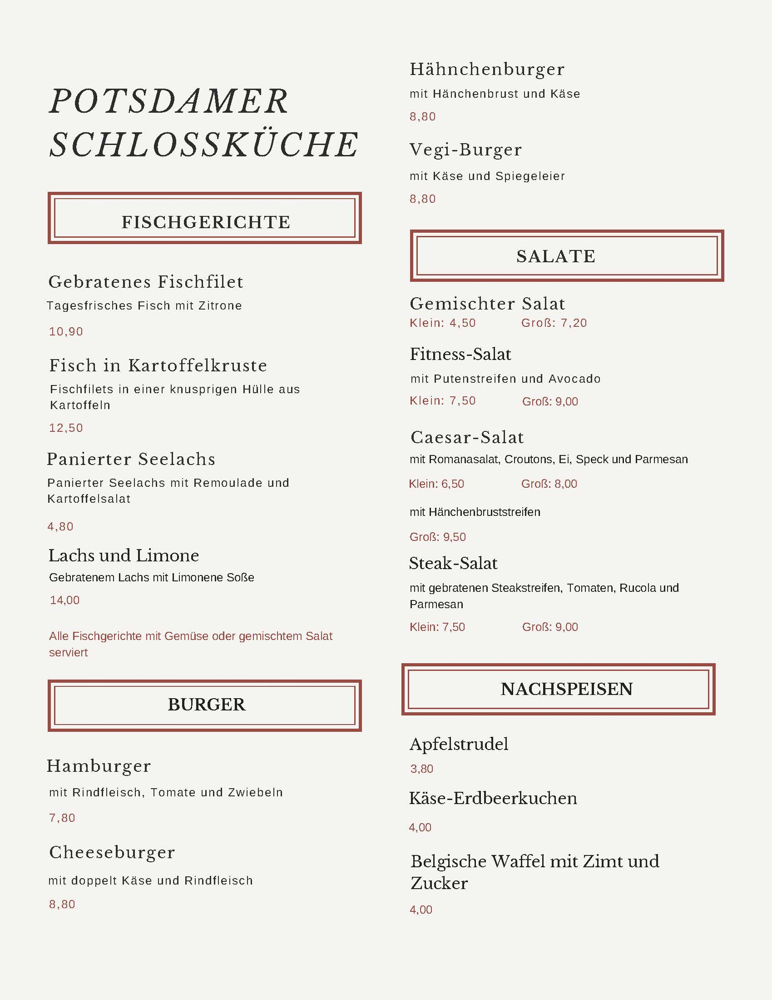 POTSDAMER
SCHLOSSKÜCHE
FISCHGERICHTE
Gebratenes Fischfilet
Tagesfrisches Fisch mit Zitrone
10,90
Fisch in Kartoffelkruste
Fischfilets in einer knusprigen Hülle aus
Kartoffeln
12,50
Panierter Seelachs
Panierter Seelachs mit Remoulade und
Kartoffelsalat
4,80
Lachs und Limone
Gebratenem Lachs mit Limonene Soße
14,00
Alle Fischgerichte mit Gemüse oder gemischtem Salat
serviert
BURGER
Hamburger
mit Rindfleisch, Tomate und Zwiebeln
7,80
Cheeseburger
mit doppelt Käse und Rindfleisch
8,80
Hähnchenburger
mit Hänchenbrust und Käse
8,80
Vegi-Burger
mit Käse und Spiegeleier
8,80
SALATE
Gemischter Salat
Klein: 4,50 Groß: 7,20
Fitness-Salat
mit Putenstreifen und Avocado
Klein: 7,50 Groß: 9,00
Caesar-Salat
mit Romanasalat, Croutons, Ei, Speck und Parmesan
Klein: 6,50 Groß: 8,00
mit Hänchenbruststreifen
Groß: 9,50
Steak-Salat
mit gebratenen Steakstreifen, Tomaten, Rucola und
Parmesan
Klein: 7,50 Groß: 9,00
NACHSPEISEN
Apfelstrudel
3,80
Käse-Erdbeerkuchen
4,00
Belgische Waffel mit Zimt und
Zucker
4,00